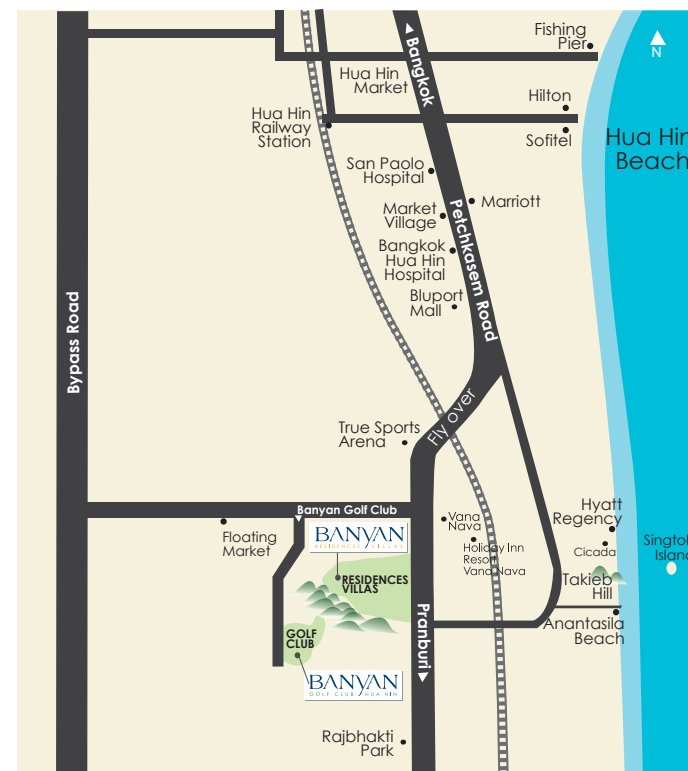 Fishing
Pier
N
Bangkok
Hua Hin
Market
Hilton
Hua Hin
Railway
Station
Sofitel
Hua Hin
Beach
San Paolo
Hospital
Marriott
Market
Village
Petchkasem Road
Bangkok
Hua Hin
Hospital
Bluport
Mall
Bypass Road
Fly over
True Sports
Arena
Banyan Golf Club
Hyatt
Regency
Vana
Nava
Floating
Market
BANYAN
RESIDENCES VILLAS
Holiday Inn
Resort
Vana Nava
Cicada
Singto
Island
RESIDENCES
VILLAS
Takieb
Hill
Pranburi
Anantasila
Beach
GOLF
CLUB
BANYAN
GOLF CLUB HUA HIN
Rajbhakti
Park